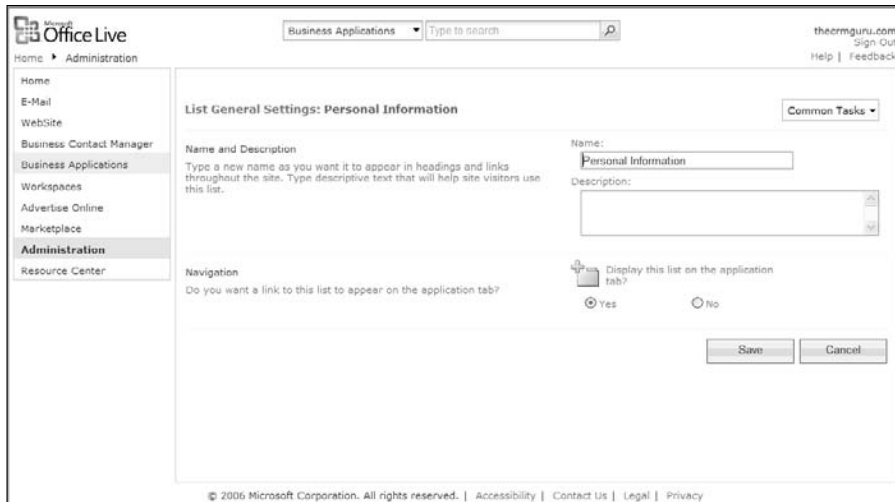 Microsoft
Office Live
Business Applications
Type to search
thecrmguru.com
Sign Out
Help | Feedback
Home ▸ Administration
Home
E-Mail
WebSite
Business Contact Manager
Business Applications
Workspaces
Advertise Online
Marketplace
Administration
Resource Center
List General Settings: Personal Information
Common Tasks
Name and Description
Type a new name as you want it to appear in headings and links
throughout the site. Type descriptive text that will help site visitors use
this list.
Name:
Personal Information
Description:
Navigation
Do you want a link to this list to appear on the application tab?
Display this list on the application
tab?
Yes
No
Save
Cancel
© 2006 Microsoft Corporation. All rights reserved. | Accessibility | Contact Us | Legal | Privacy